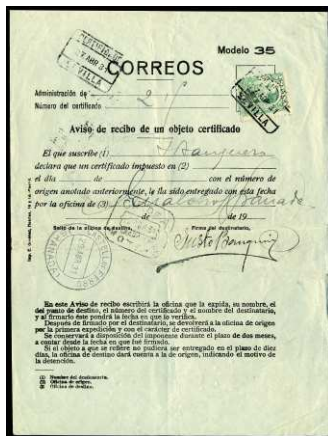 Modelo 35
CERTIFICADO
7 ABR 3
SEVILLA
CORREOS
SEVILLA
Administración de
Número del certificado
Aviso de recibo de un objeto certificado
El que suscribe (1)
declara que un certificado impuesto en (2)
el día de con el número de
origen anotado anteriormente, le ha sido entregado con esta fecha
por la oficina de (3)
de de 19
Sello de la oficina de destino. Firma del destinatario.
Justo
En este Aviso de recibo escribirá la oficina que la expida, su nombre, el
del punto de destino, el número del certificado y el nombre del destinatario,
y al firmarlo éste pondrá la fecha en que lo verifica.
Después de firmado por el destinatario, se devolverá a la oficina de origen
por la primera expedición y con el carácter de certificado.
Se conservará a disposición del imponente durante el plazo de dos meses,
a contar desde la fecha en que fué firmado.
Si el objeto a que se refiere no pudiera ser entregado en el plazo de diez
días, la oficina de destino dará cuenta a la de origen, indicando el motivo de
la detención.
(1) Nombre del destinatario.
(2) Oficina de origen.
(3) Oficina de destino.